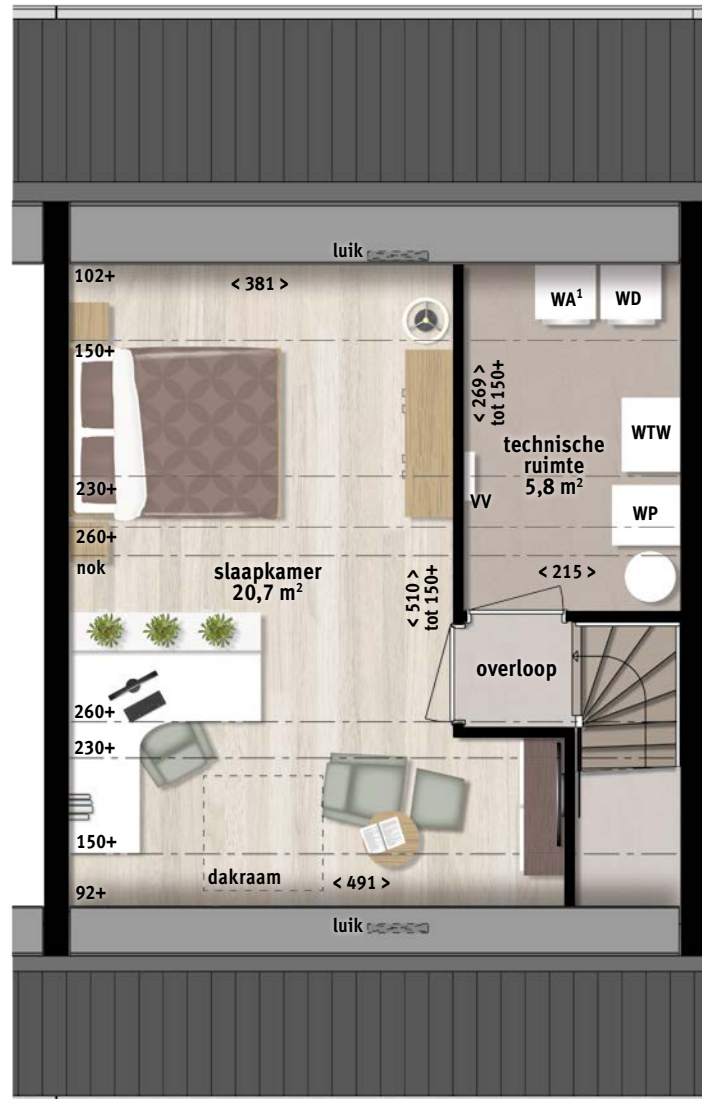 luik
102+
< 381 >
WA¹
WD
150+
< 269 >
tot 150+
technische
ruimte
5,8 m²
WTW
230+
VV
WP
260+
nok
slaapkamer
20,7 m²
< 510 >
tot 150+
< 215 >
overloop
260+
230+
150+
dakraam
< 491 >
92+
luik